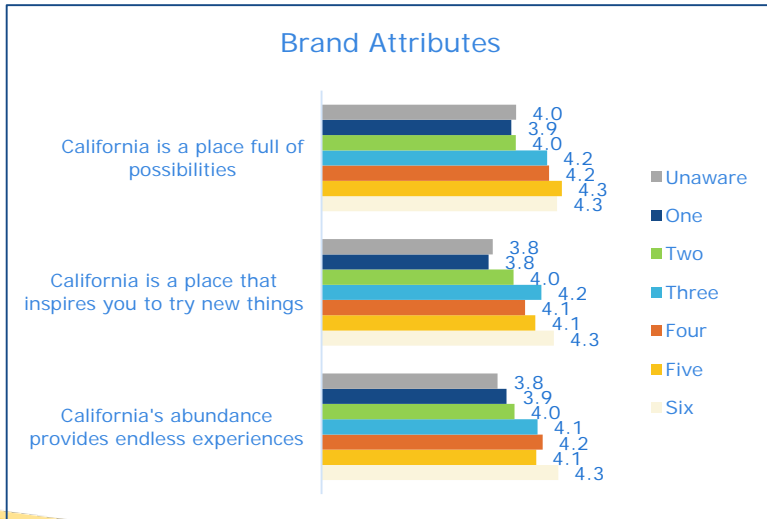 Brand Attributes
California is a place full of
possibilities
4.0
3.9
4.0
4.2
4.2
4.3
4.3
California is a place that
inspires you to try new things
3.8
3.8
4.0
4.2
4.1
4.1
4.3
California's abundance
provides endless experiences
3.8
3.9
4.0
4.1
4.2
4.1
4.3
Unaware
One
Two
Three
Four
Five
Six